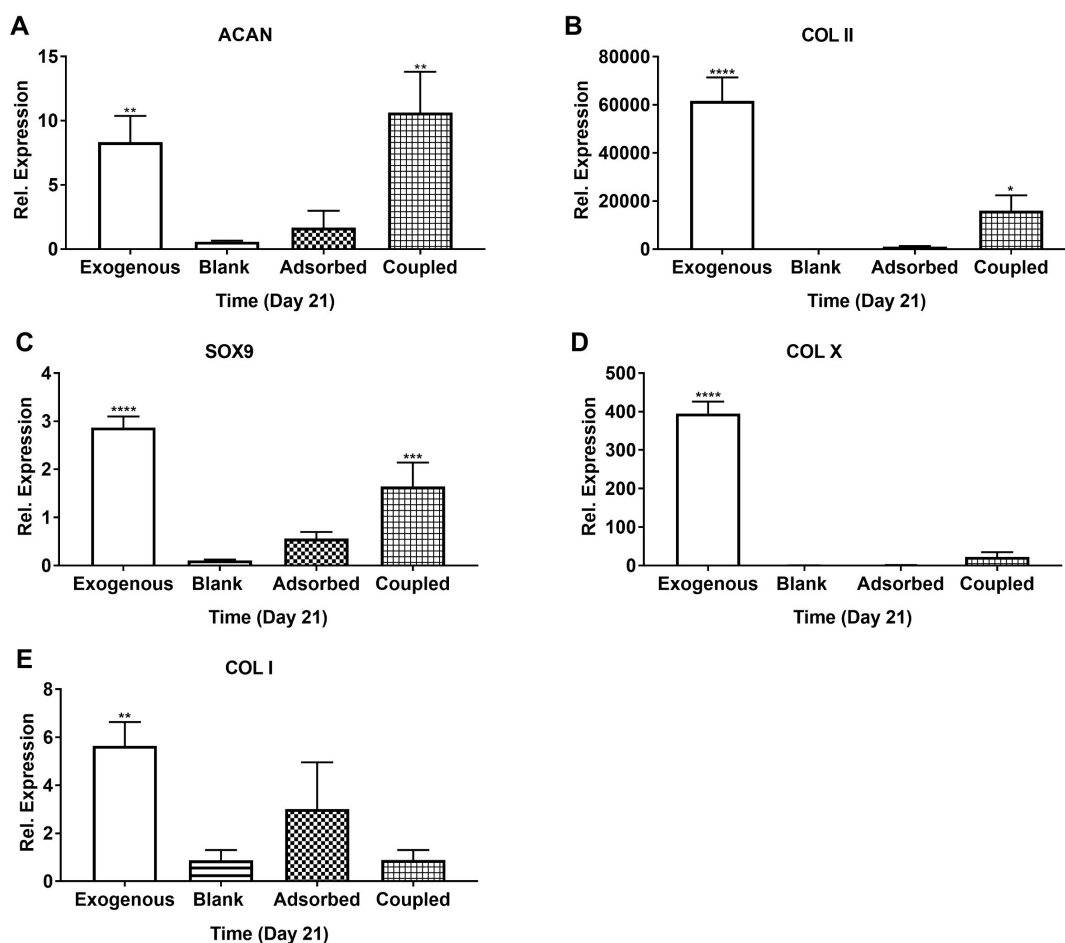 A
ACAN
Rel. Expression
15
10
5
0
**
**
Exogenous Blank Adsorbed Coupled
Time (Day 21)
B
COL II
Rel. Expression
80000
60000
40000
20000
0
****
*
Exogenous Blank Adsorbed Coupled
Time (Day 21)
C
SOX9
Rel. Expression
4
3
2
1
0
****
***
Exogenous Blank Adsorbed Coupled
Time (Day 21)
D
COL X
Rel. Expression
500
400
300
200
100
0
****
Exogenous Blank Adsorbed Coupled
Time (Day 21)
E
COL I
Rel. Expression
8
6
4
2
0
**
Exogenous Blank Adsorbed Coupled
Time (Day 21)